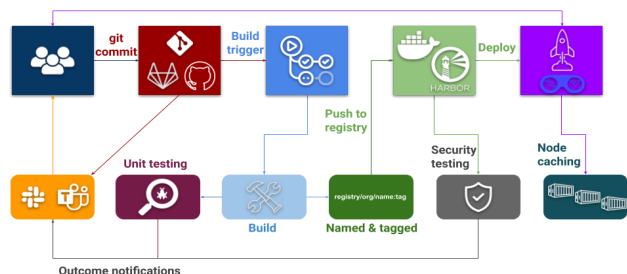 git
commit
Build
trigger
Deploy
HARBOR
Push to
registry
Unit testing
Security
testing
Node
caching
registry/org/name:tag
Build
Named & tagged
Outcome notifications